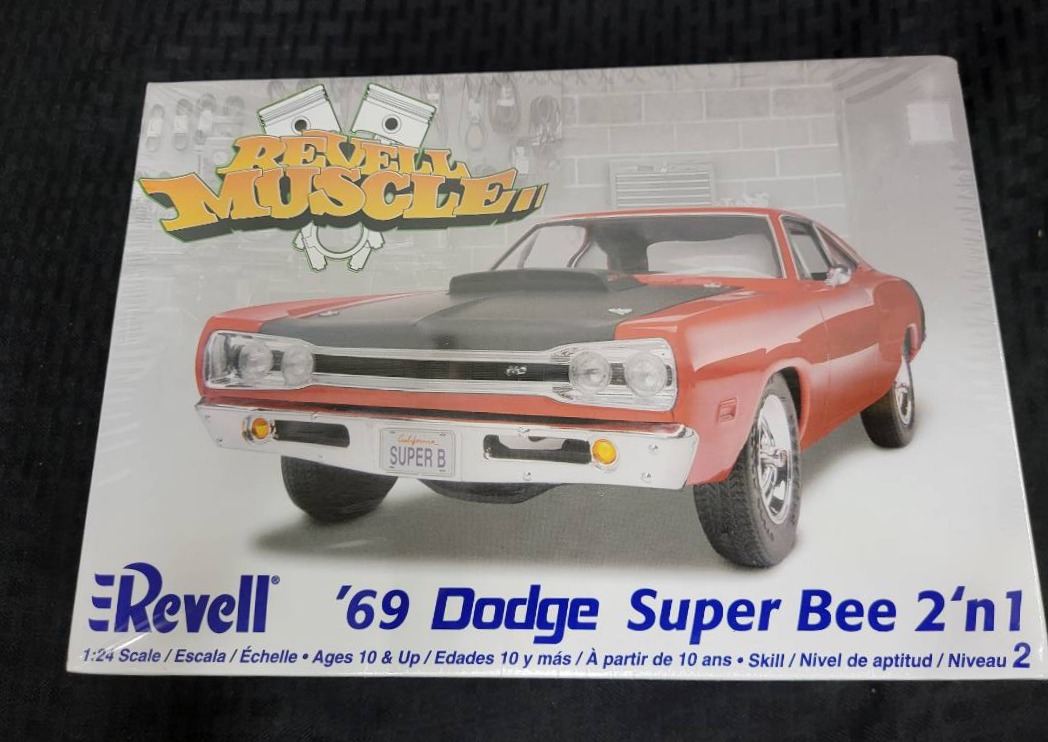 REVELL
MUSCLE
California
SUPER B
Revell®
'69 Dodge Super Bee 2'n1
1:24 Scale / Escala / Échelle • Ages 10 & Up / Edades 10 y más / À partir de 10 ans • Skill / Nivel de aptitud / Niveau 2